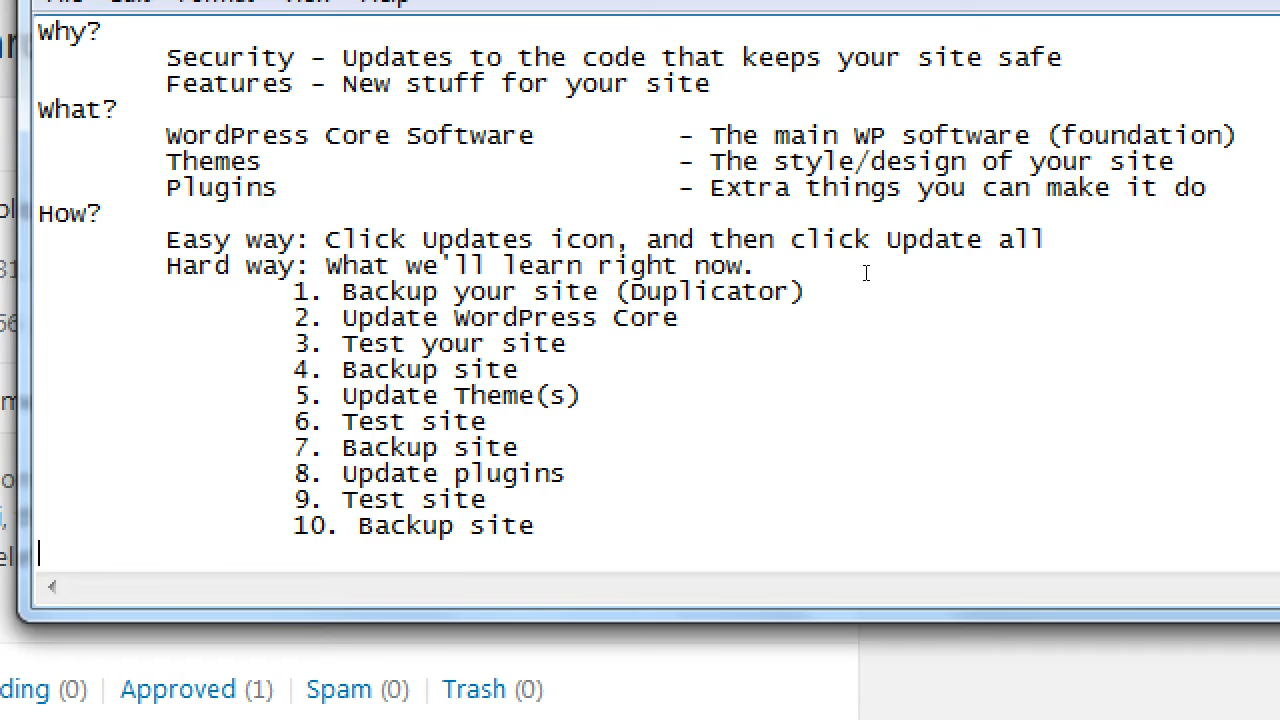 Why?
Security – Updates to the code that keeps your site safe
Features – New stuff for your site
What?
WordPress Core Software – The main WP software (foundation)
Themes – The style/design of your site
Plugins – Extra things you can make it do
How?
Easy way: Click Updates icon, and then click Update all
Hard way: What we'll learn right now.
1. Backup your site (Duplicator)
2. Update WordPress Core
3. Test your site
4. Backup site
5. Update Theme(s)
6. Test site
7. Backup site
8. Update plugins
9. Test site
10. Backup site
ding (0) | Approved (1) | Spam (0) | Trash (0)